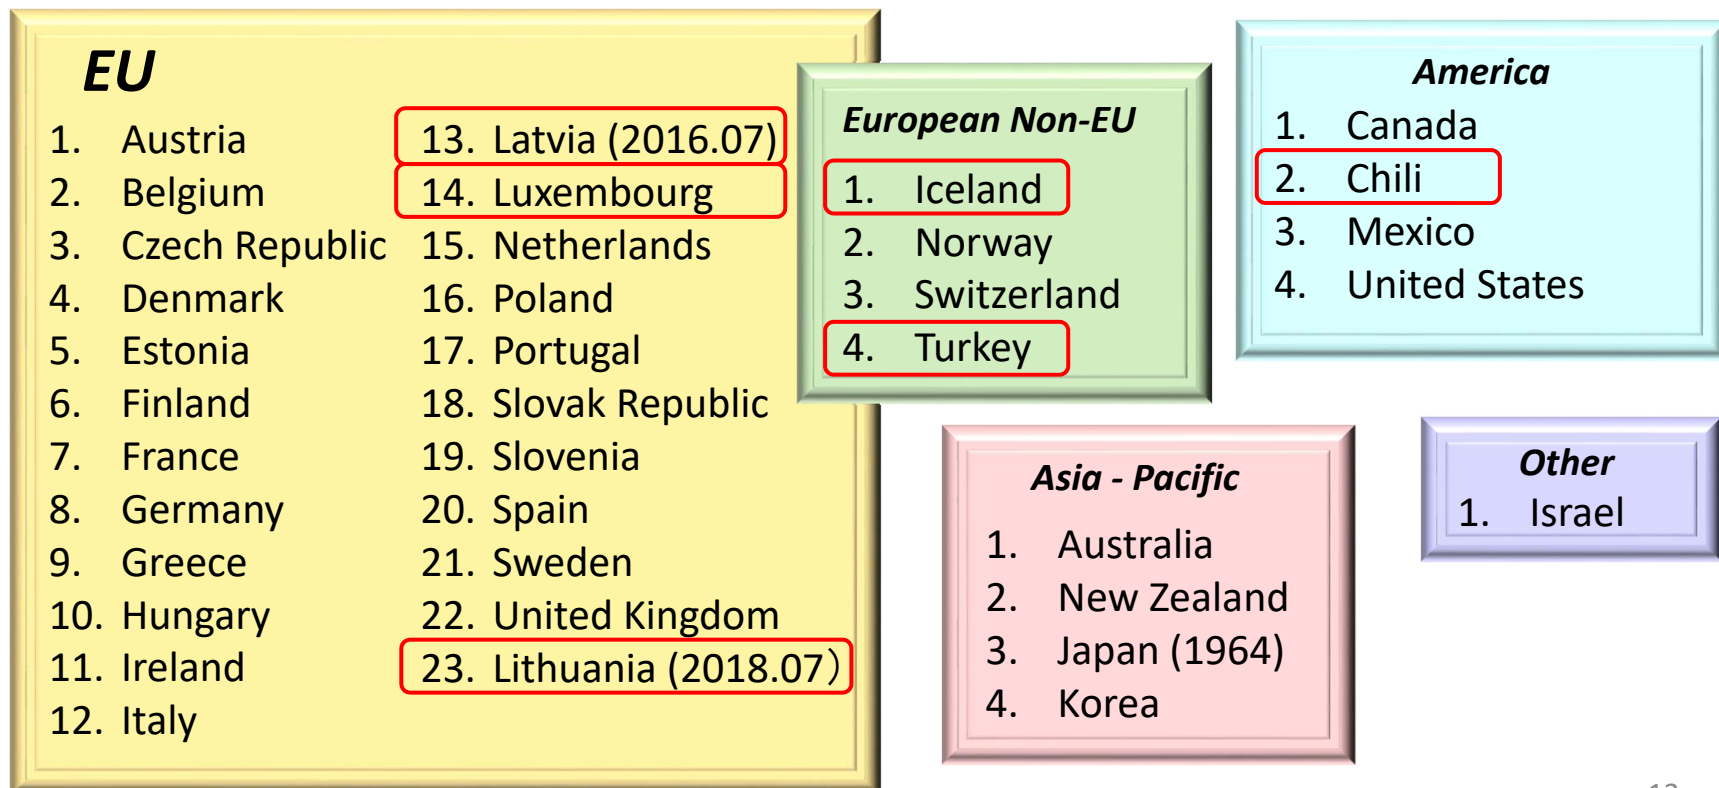 EU
1. Austria
2. Belgium
3. Czech Republic
4. Denmark
5. Estonia
6. Finland
7. France
8. Germany
9. Greece
10. Hungary
11. Ireland
12. Italy
13. Latvia (2016.07)
14. Luxembourg
15. Netherlands
16. Poland
17. Portugal
18. Slovak Republic
19. Slovenia
20. Spain
21. Sweden
22. United Kingdom
23. Lithuania (2018.07）
European Non-EU
1. Iceland
2. Norway
3. Switzerland
4. Turkey
America
1. Canada
2. Chili
3. Mexico
4. United States
Asia - Pacific
1. Australia
2. New Zealand
3. Japan (1964)
4. Korea
Other
1. Israel